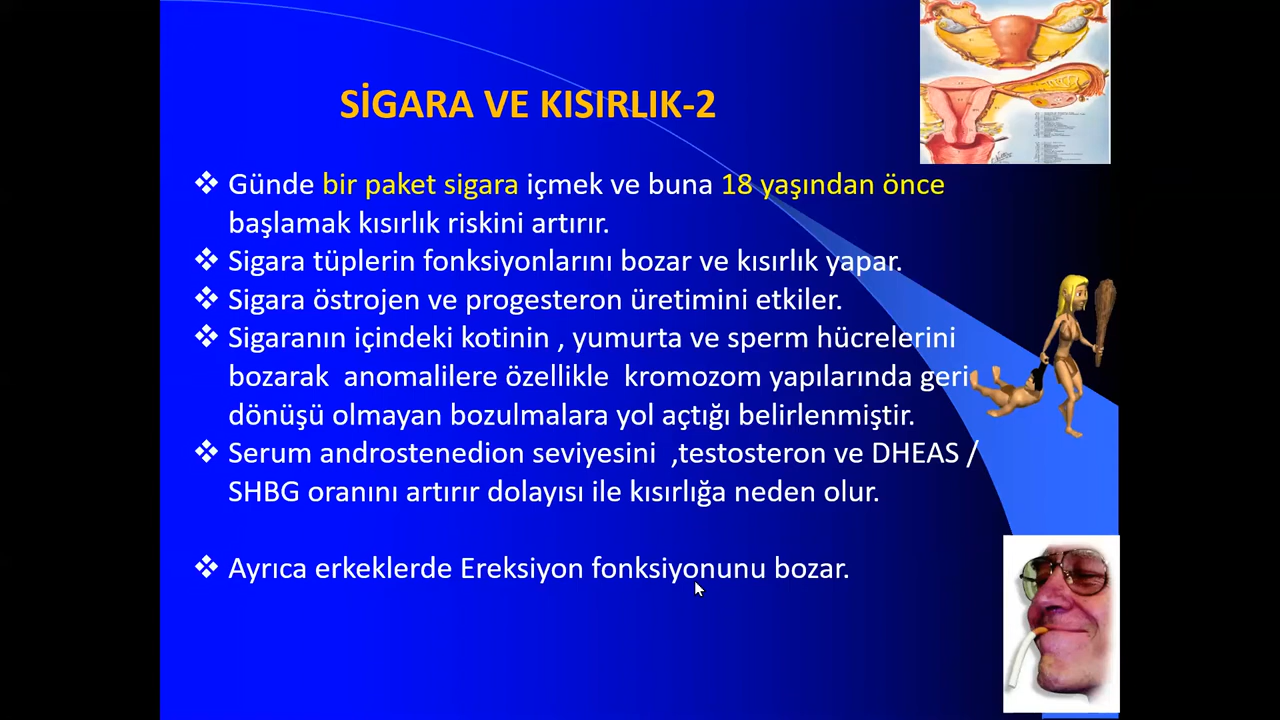 SİGARA VE KISIRLIK-2
❖ Günde bir paket sigara içmek ve buna 18 yaşından önce
başlamak kısırlık riskini artırır.
❖ Sigara tüplerin fonksiyonlarını bozar ve kısırlık yapar.
❖ Sigara östrojen ve progesteron üretimini etkiler.
❖ Sigaranın içindeki kotinin , yumurta ve sperm hücrelerini
bozarak anomalilere özellikle kromozom yapılarında geri
dönüşü olmayan bozulmalara yol açtığı belirlenmiştir.
❖ Serum androstenedion seviyesini ,testosteron ve DHEAS /
SHBG oranını artırır dolayısı ile kısırlığa neden olur.
❖ Ayrıca erkeklerde Ereksiyon fonksiyonunu bozar.